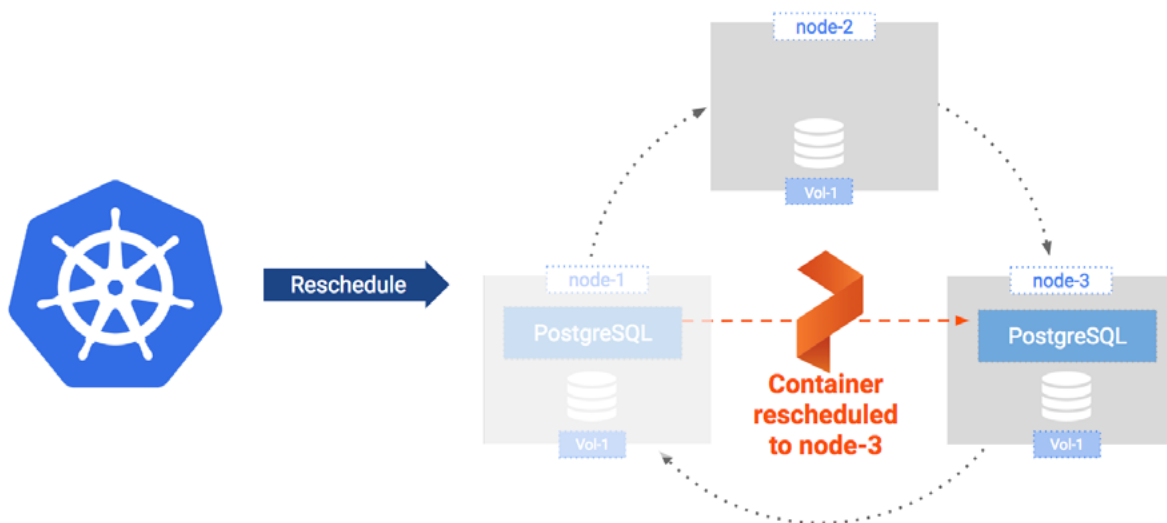 node-2
Vol-1
Reschedule
node-1
PostgreSQL
Vol-1
Container
rescheduled
to node-3
node-3
PostgreSQL
Vol-1